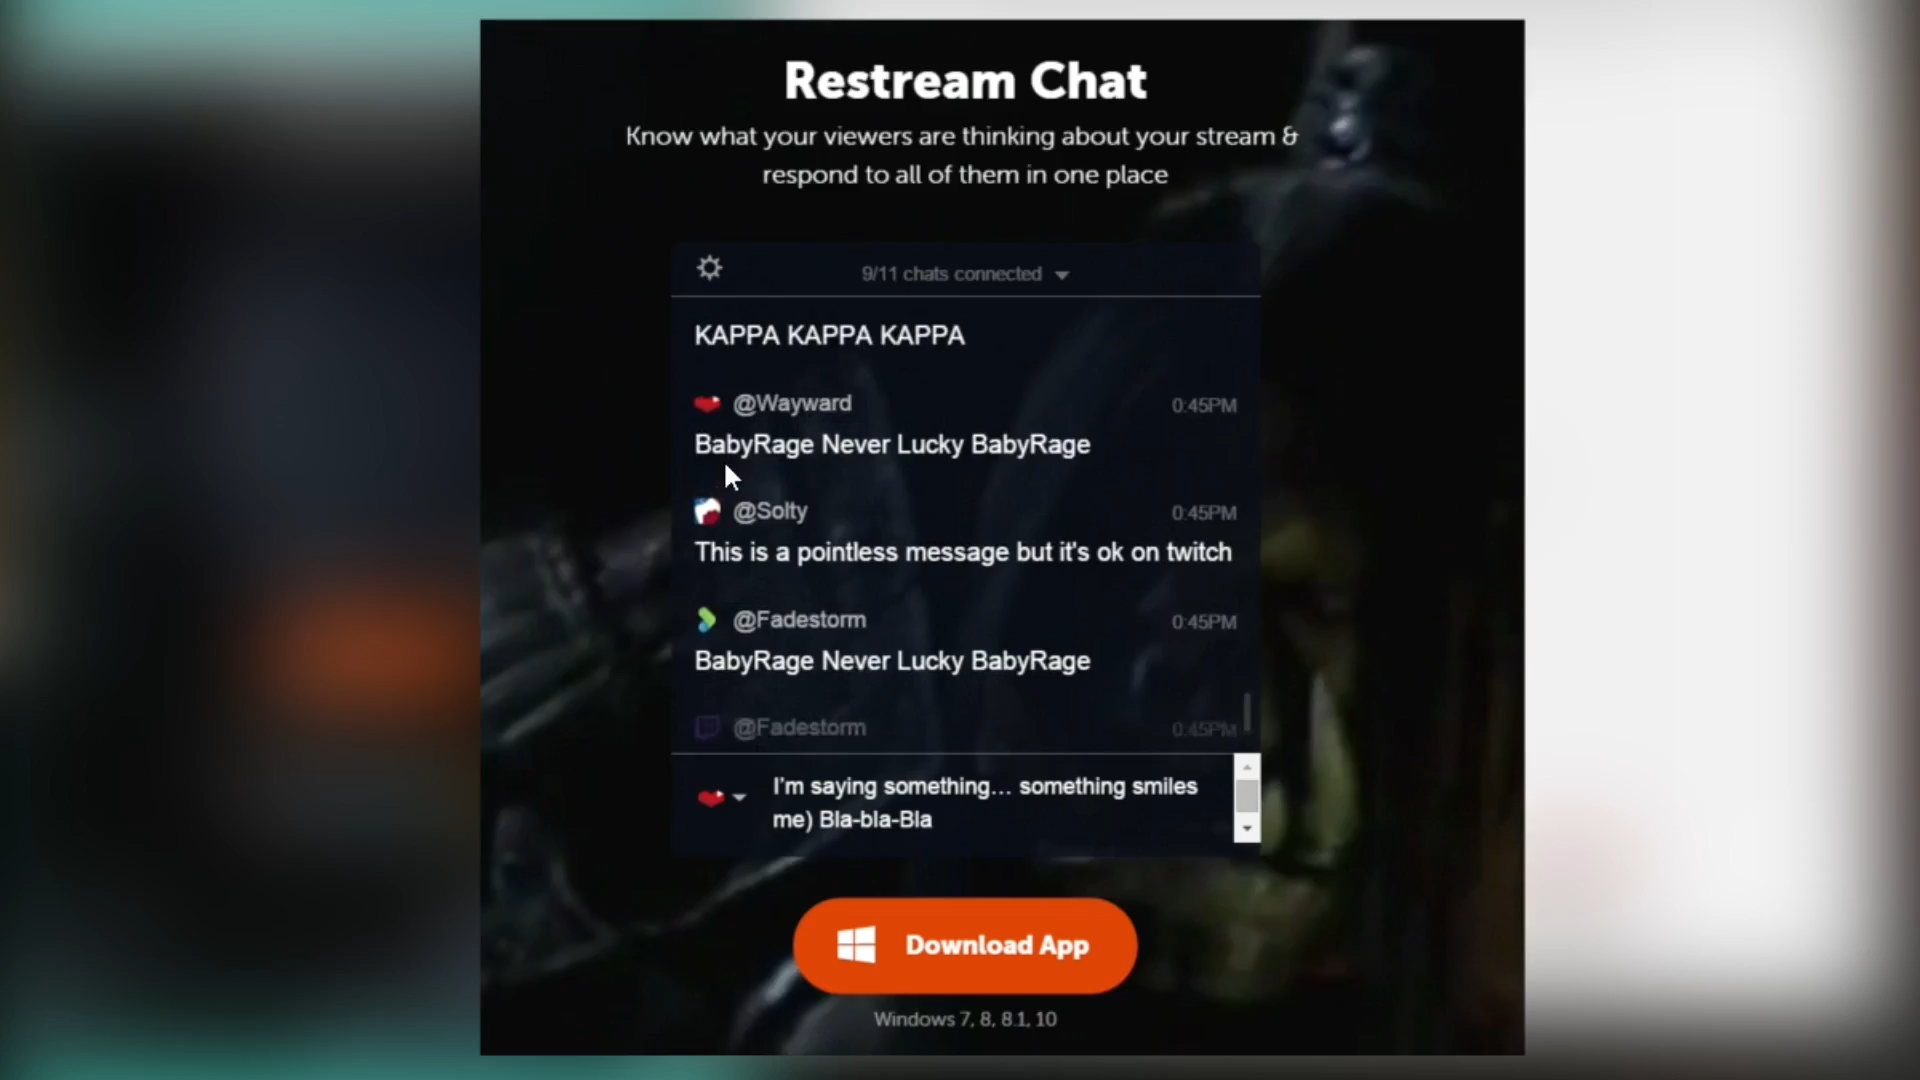 Restream Chat
Know what your viewers are thinking about your stream &
respond to all of them in one place
9/11 chats connected
KAPPA KAPPA KAPPA
@Wayward 0:45PM
BabyRage Never Lucky BabyRage
@Solty 0:45PM
This is a pointless message but it's ok on twitch
@Fadestorm 0:45PM
BabyRage Never Lucky BabyRage
@Fadestorm 0:45PM
I'm saying something... something smiles
me) Bla-bla-Bla
Download App
Windows 7, 8, 8.1, 10